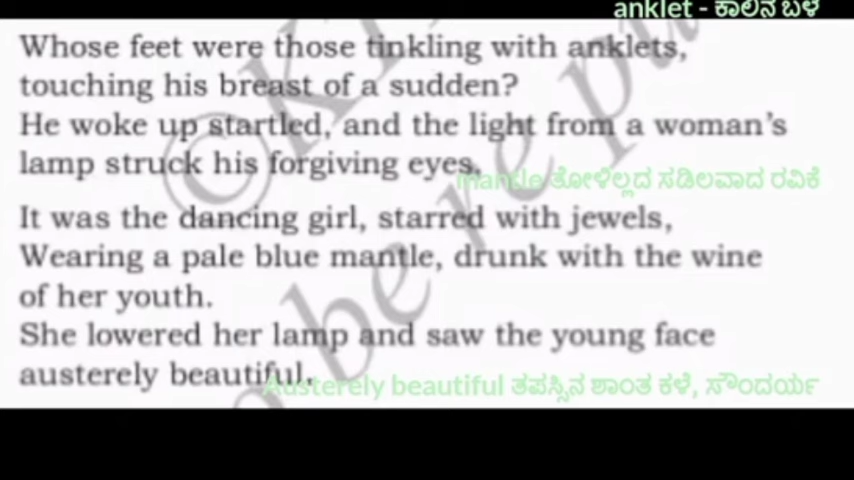 anklet - ಕಾಲಿನ ಬಳೆ
Whose feet were those tinkling with anklets,
touching his breast of a sudden?
He woke up startled, and the light from a woman's
lamp struck his forgiving eyes.
mantle ತೋಳಿಲ್ಲದ ಸಡಿಲವಾದ ರವಿಕೆ
It was the dancing girl, starred with jewels,
Wearing a pale blue mantle, drunk with the wine
of her youth.
She lowered her lamp and saw the young face
austerely beautiful.
Austerely beautiful ತಪಸ್ಸಿನ ಶಾಂತ ಕಳೆ, ಸೌಂದರ್ಯ